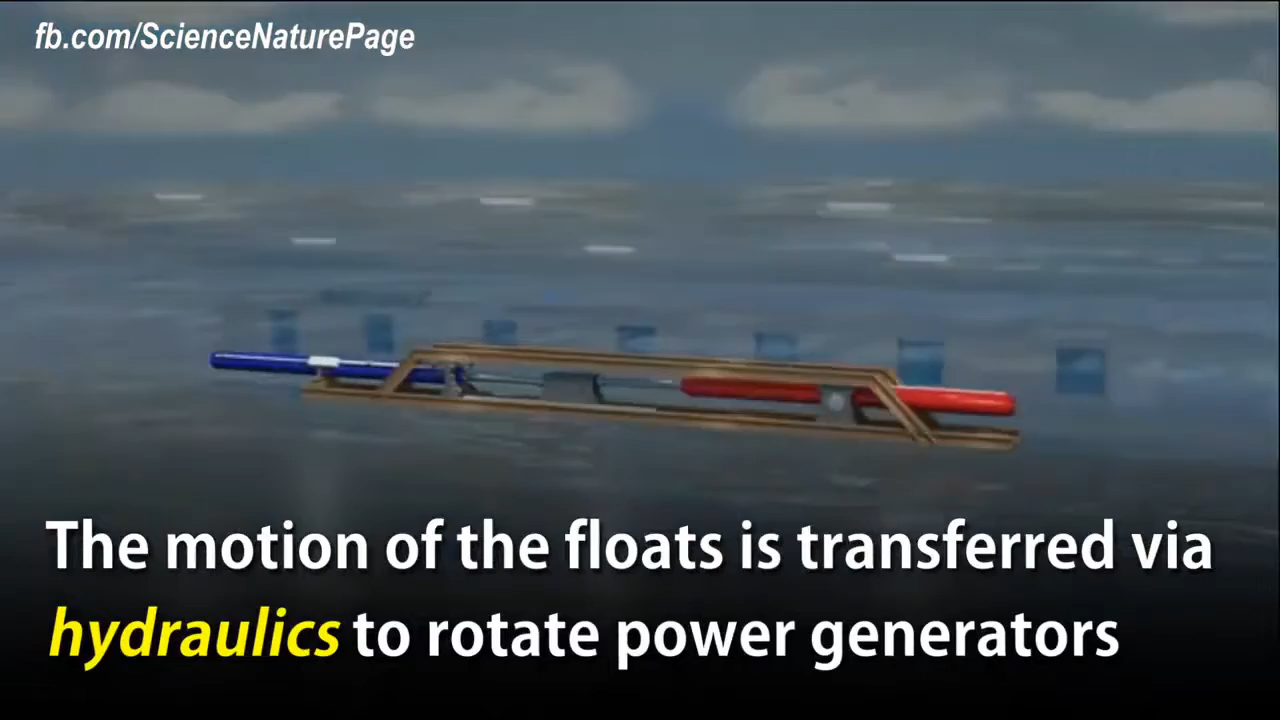 fb.com/ScienceNaturePage
The motion of the floats is transferred via
hydraulics to rotate power generators